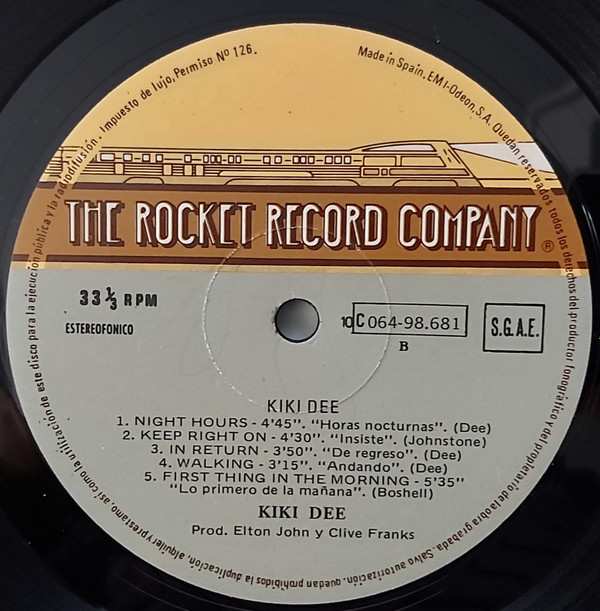 Impuesto de lujo, Permiso Nº 126.
Made in Spain, EMI-Odeon, S.A. Quedan reservados todos los derechos del productor fonográfico y del propietario de la obra grabada. Salvo autorización, quedan prohibidos la duplicación, alquiler y préstamo, así como la utilización de este disco para la ejecución pública y la radiodifusión.
THE ROCKET RECORD COMPANY ®
33 ⅓ RPM
ESTEREOFONICO
10C 064-98.681
B
S.G.A.E.
KIKI DEE
1. NIGHT HOURS - 4'45". "Horas nocturnas". (Dee)
2. KEEP RIGHT ON - 4'30". "Insiste". (Johnstone)
3. IN RETURN - 3'50". "De regreso". (Dee)
4. WALKING - 3'15". "Andando". (Dee)
5. FIRST THING IN THE MORNING - 5'35"
"Lo primero de la mañana". (Boshell)
KIKI DEE
Prod. Elton John y Clive Franks